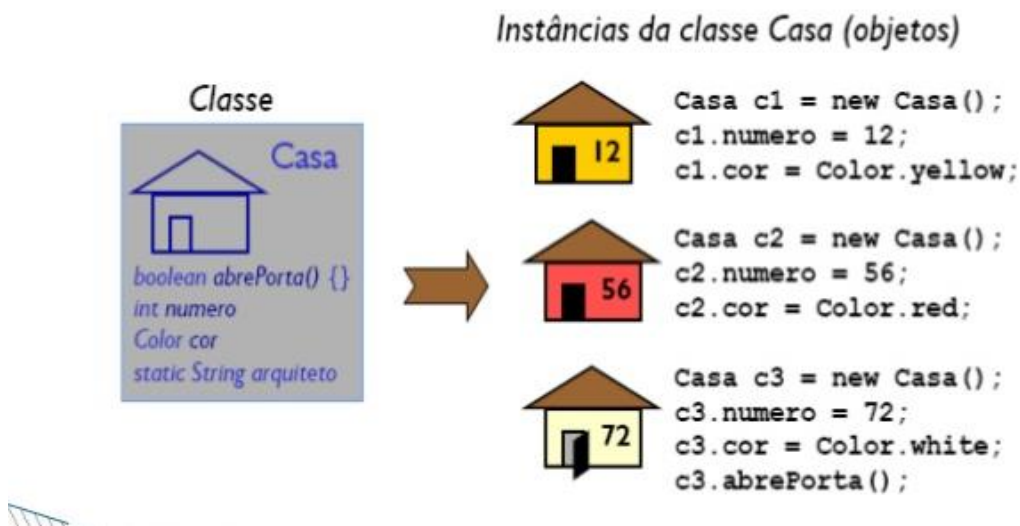 Instâncias da classe Casa (objetos)
Classe
Casa
boolean abrePorta() {}
int numero
Color cor
static String arquiteto
12
Casa c1 = new Casa();
c1.numero = 12;
c1.cor = Color.yellow;
56
Casa c2 = new Casa();
c2.numero = 56;
c2.cor = Color.red;
72
Casa c3 = new Casa();
c3.numero = 72;
c3.cor = Color.white;
c3.abrePorta();